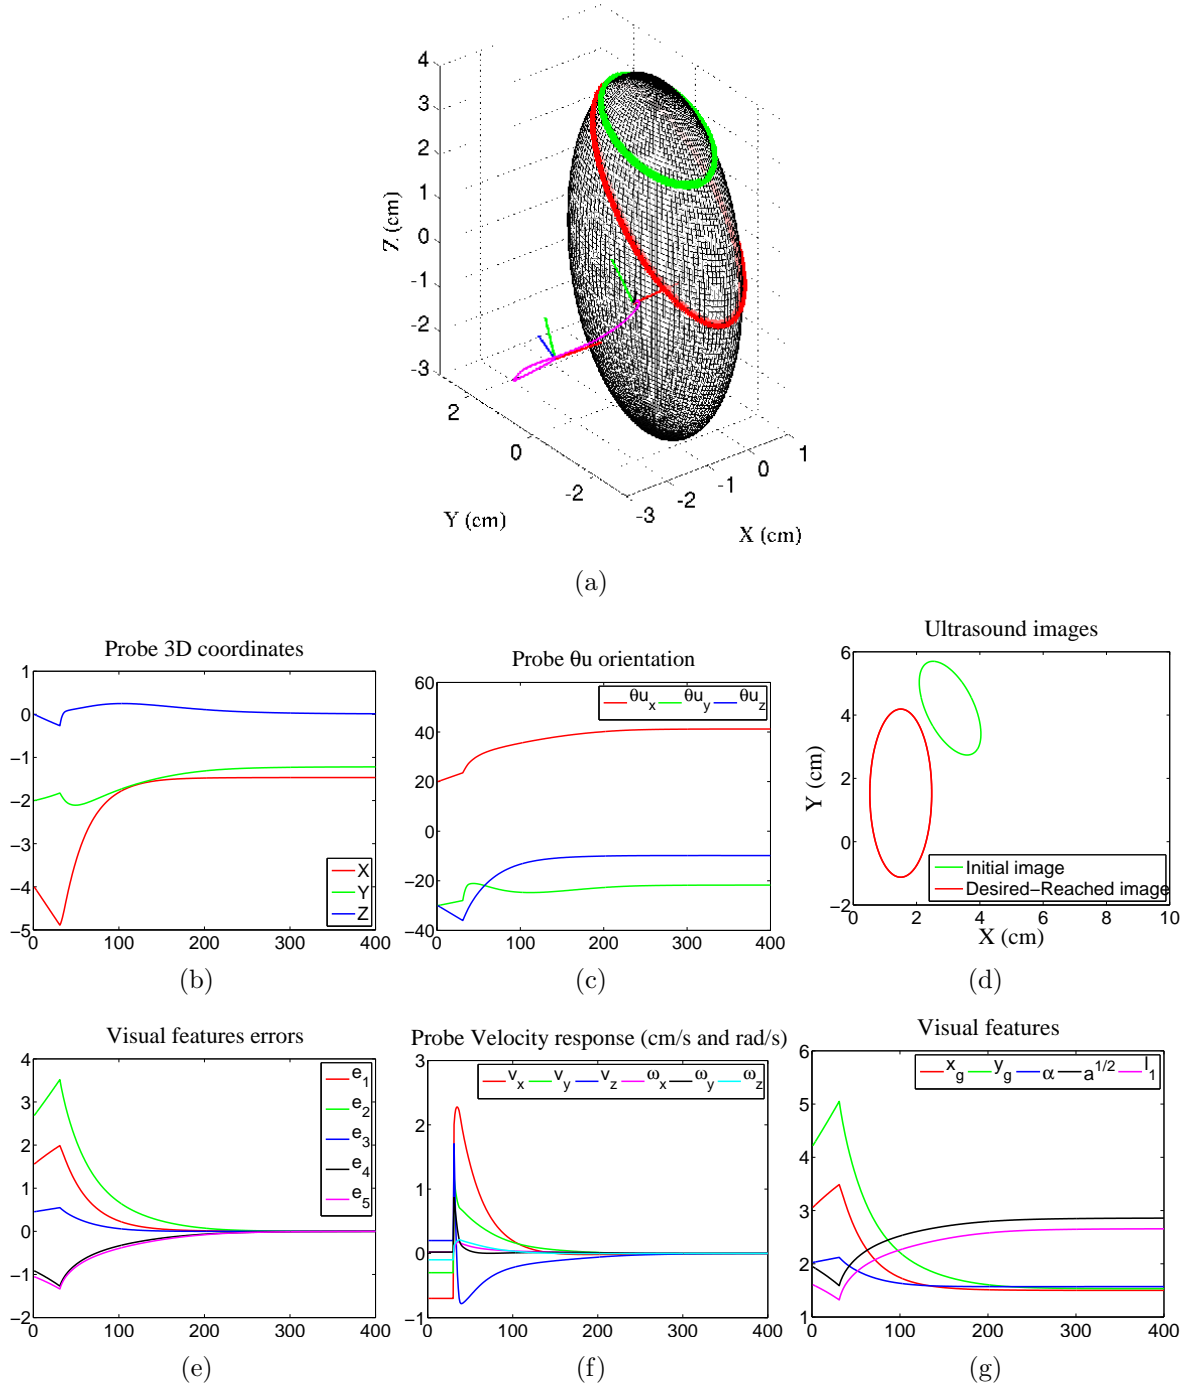 4
3
2
1
0
-1
-2
-3
Z (cm)
2
0
-2
Y (cm)
-3
-2
-1
0
1
X (cm)
(a)
Probe 3D coordinates
1
0
−1
−2
−3
−4
−5
0 100 200 300 400
X
Y
Z
(b)
Probe θu orientation
60
40
20
0
−20
−40
0 100 200 300 400
θu_x θu_y θu_z
(c)
Ultrasound images
6
4
2
0
−2
Y (cm)
0 2 4 6 8 10
X (cm)
Initial image
Desired−Reached image
(d)
Visual features errors
4
3
2
1
0
−1
−2
0 100 200 300 400
e_1
e_2
e_3
e_4
e_5
(e)
Probe Velocity response (cm/s and rad/s)
3
2
1
0
−1
0 100 200 300 400
v_x v_y v_z ω_x ω_y ω_z
(f)
Visual features
6
5
4
3
2
1
0 100 200 300 400
x_g y_g α a^{1/2} l_1
(g)